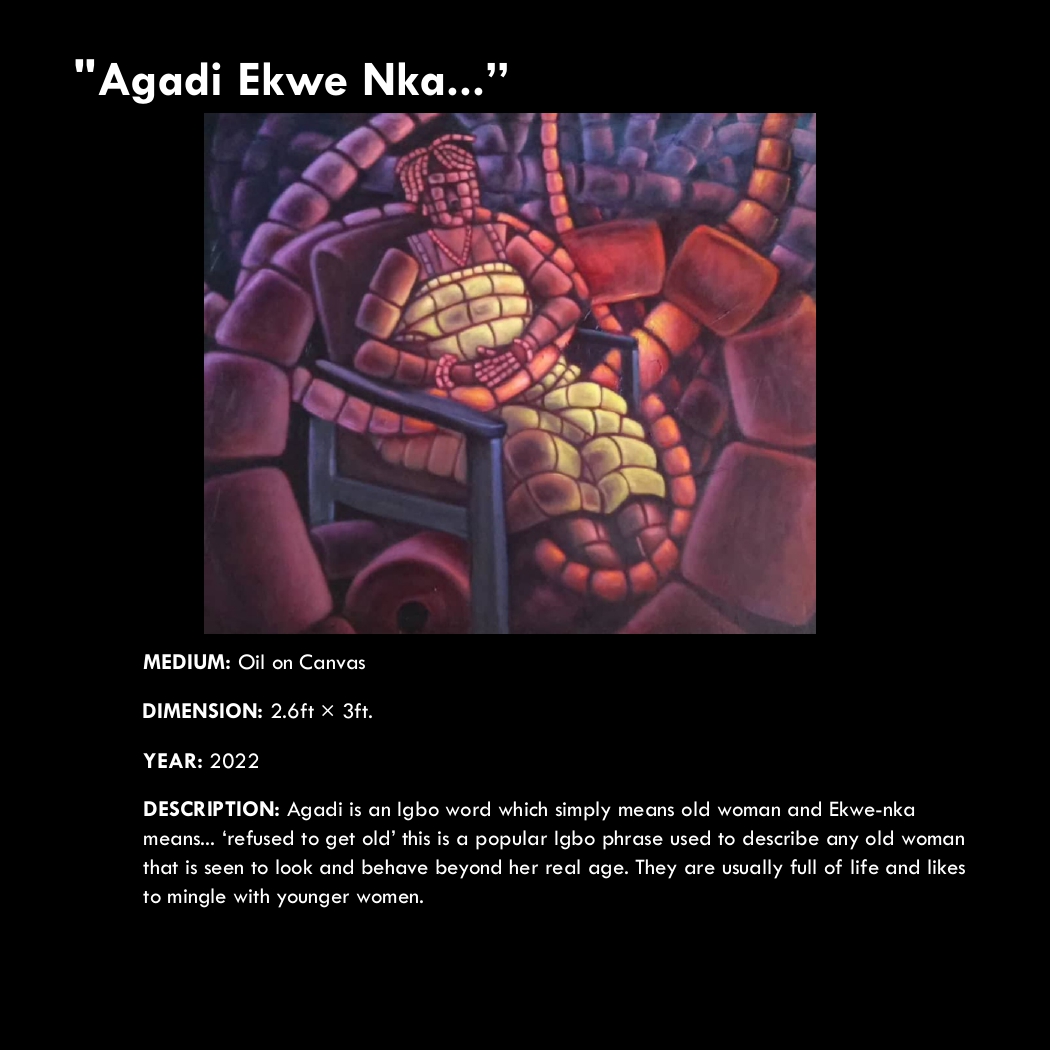 "Agadi Ekwe Nka...”
MEDIUM: Oil on Canvas
DIMENSION: 2.6ft × 3ft.
YEAR: 2022
DESCRIPTION: Agadi is an Igbo word which simply means old woman and Ekwe-nka
means... ‘refused to get old’ this is a popular Igbo phrase used to describe any old woman
that is seen to look and behave beyond her real age. They are usually full of life and likes
to mingle with younger women.